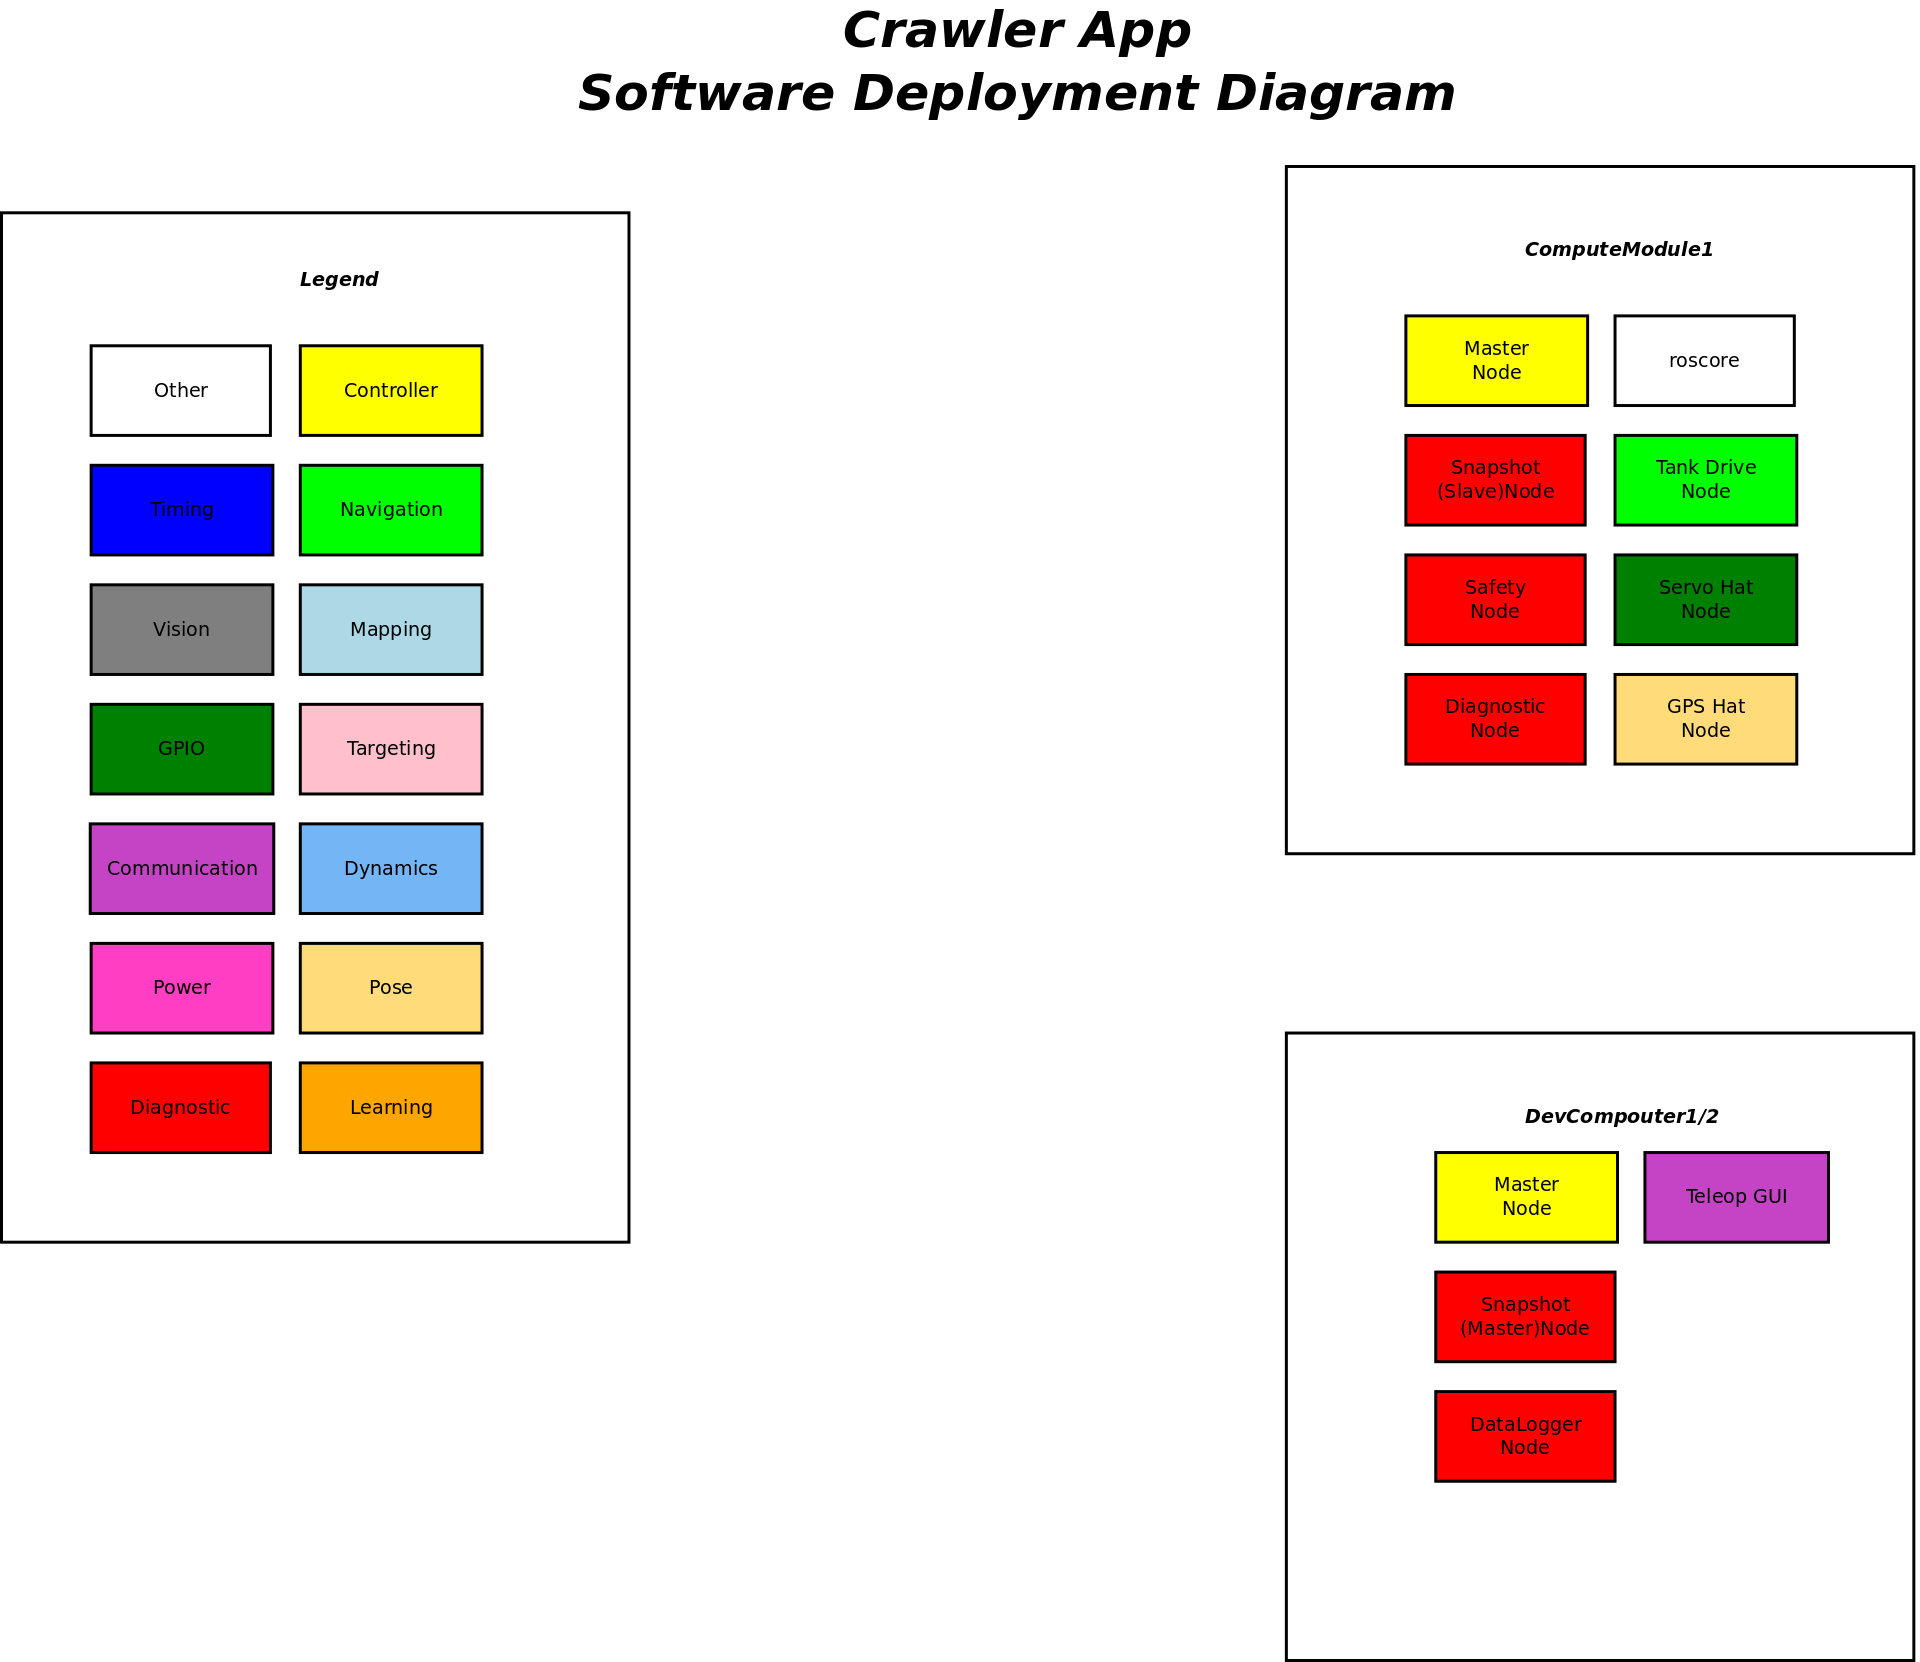 Crawler App
Software Deployment Diagram
Legend
Other
Controller
Timing
Navigation
Vision
Mapping
GPIO
Targeting
Communication
Dynamics
Power
Pose
Diagnostic
Learning
ComputeModule1
Master
Node
roscore
Snapshot
(Slave)Node
Tank Drive
Node
Safety
Node
Servo Hat
Node
Diagnostic
Node
GPS Hat
Node
DevCompouter1/2
Master
Node
Teleop GUI
Snapshot
(Master)Node
DataLogger
Node